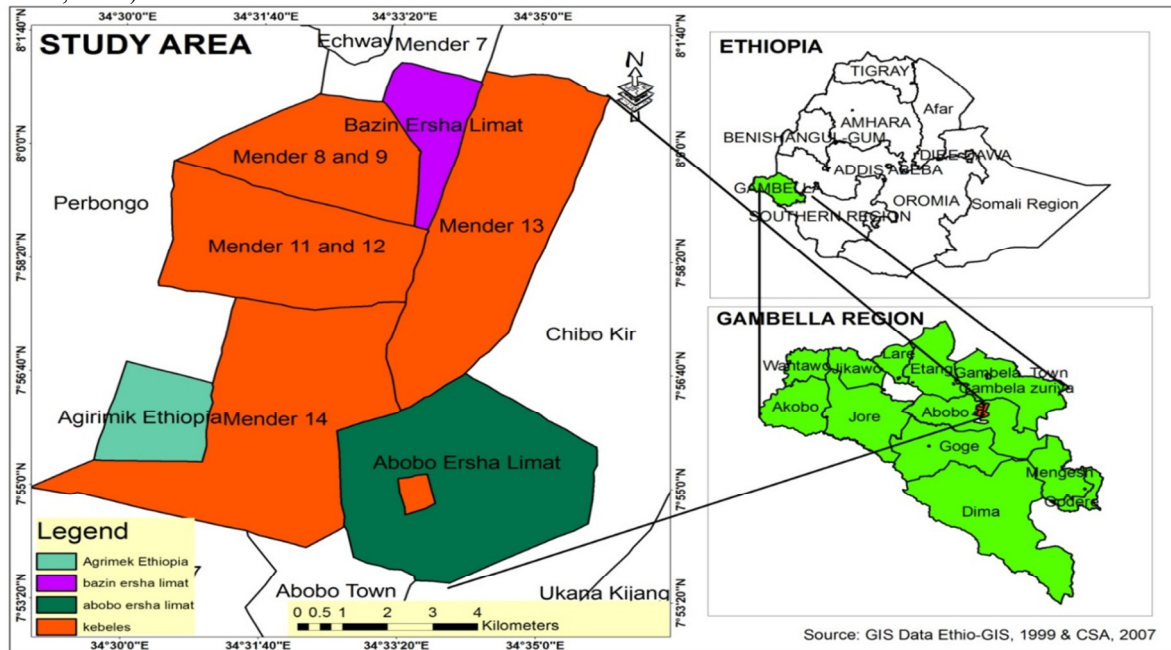 34°30'0"E 34°31'40"E 34°33'20"E 34°35'0"E
8°1'40"N
8°0'0"N
7°58'20"N
7°56'40"N
7°55'0"N
7°53'20"N
STUDY AREA
Echway
Mender 7
N
Bazin Ersha Limat
Mender 8 and 9
Perbongo
Mender 13
Mender 11 and 12
Chibo Kir
Agirimik Ethiopia
Mender 14
Abobo Ersha Limat
Legend
Agrimek Ethiopia
bazin ersha limat
abobo ersha limat
kebeles
7
Abobo Town
Ukana Kijang
0 0.5 1 2 3 4
Kilometers
8°1'40"N
8°0'0"N
7°58'20"N
7°56'40"N
7°55'0"N
7°53'20"N
34°30'0"E 34°31'40"E 34°33'20"E 34°35'0"E
ETHIOPIA
TIGRAY
Afar
AMHARA
BENISHANGUL-GUM
DIRE-DAWA
ADDIS ABEBA
GAMBELLA
OROMIA
Somali Region
SOUTHERN REGION
GAMBELLA REGION
Lare
Wantawo
Jikawo
Etang
Gambela Town
Gambela zuriya
Akobo
Jore
Abobo
Goge
Mengesh
Godere
Dima
Source: GIS Data Ethio-GIS, 1999 & CSA, 2007